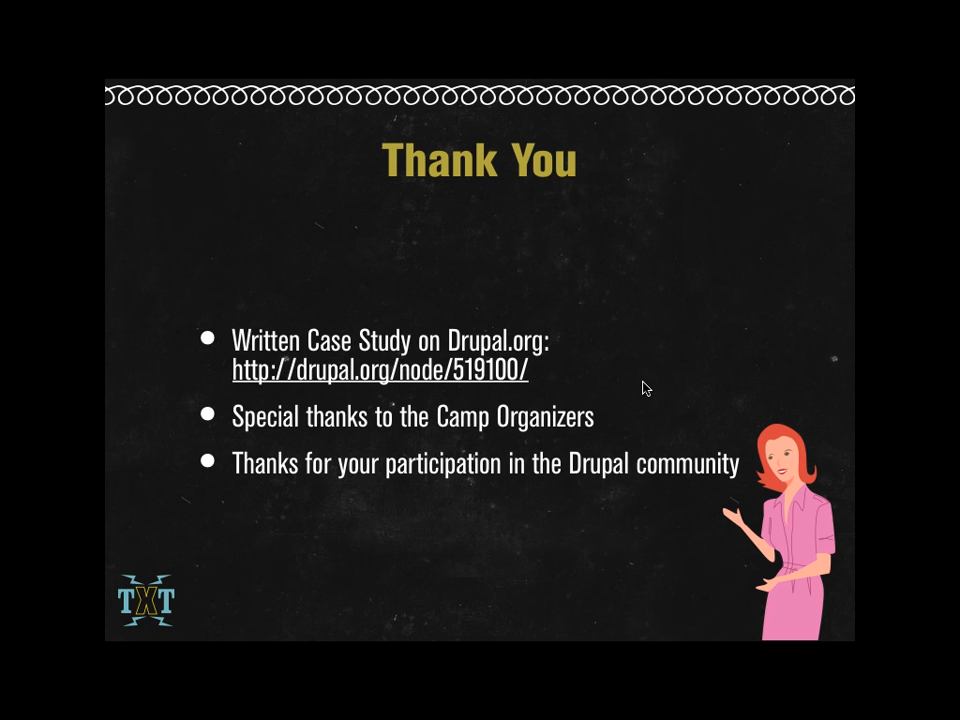 Thank You
Written Case Study on Drupal.org:
http://drupal.org/node/519100/
Special thanks to the Camp Organizers
Thanks for your participation in the Drupal community
TXT